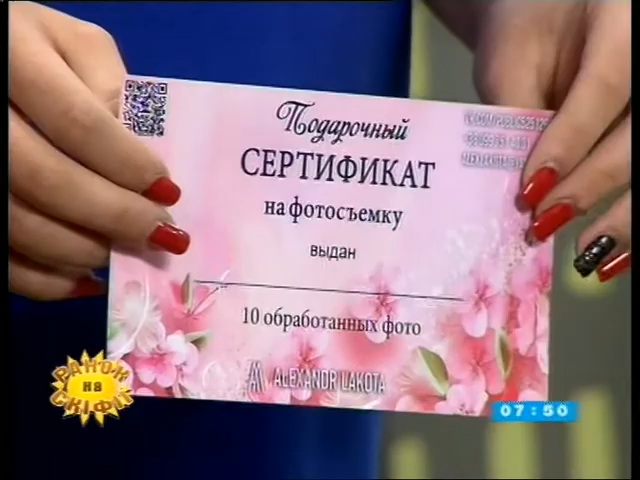 Подарочный
СЕРТИФИКАТ
на фотосъемку
выдан
10 обработанных фото
ALEXANDR LAKOTA
РАНОК
на
СКІФІЇ
07:50